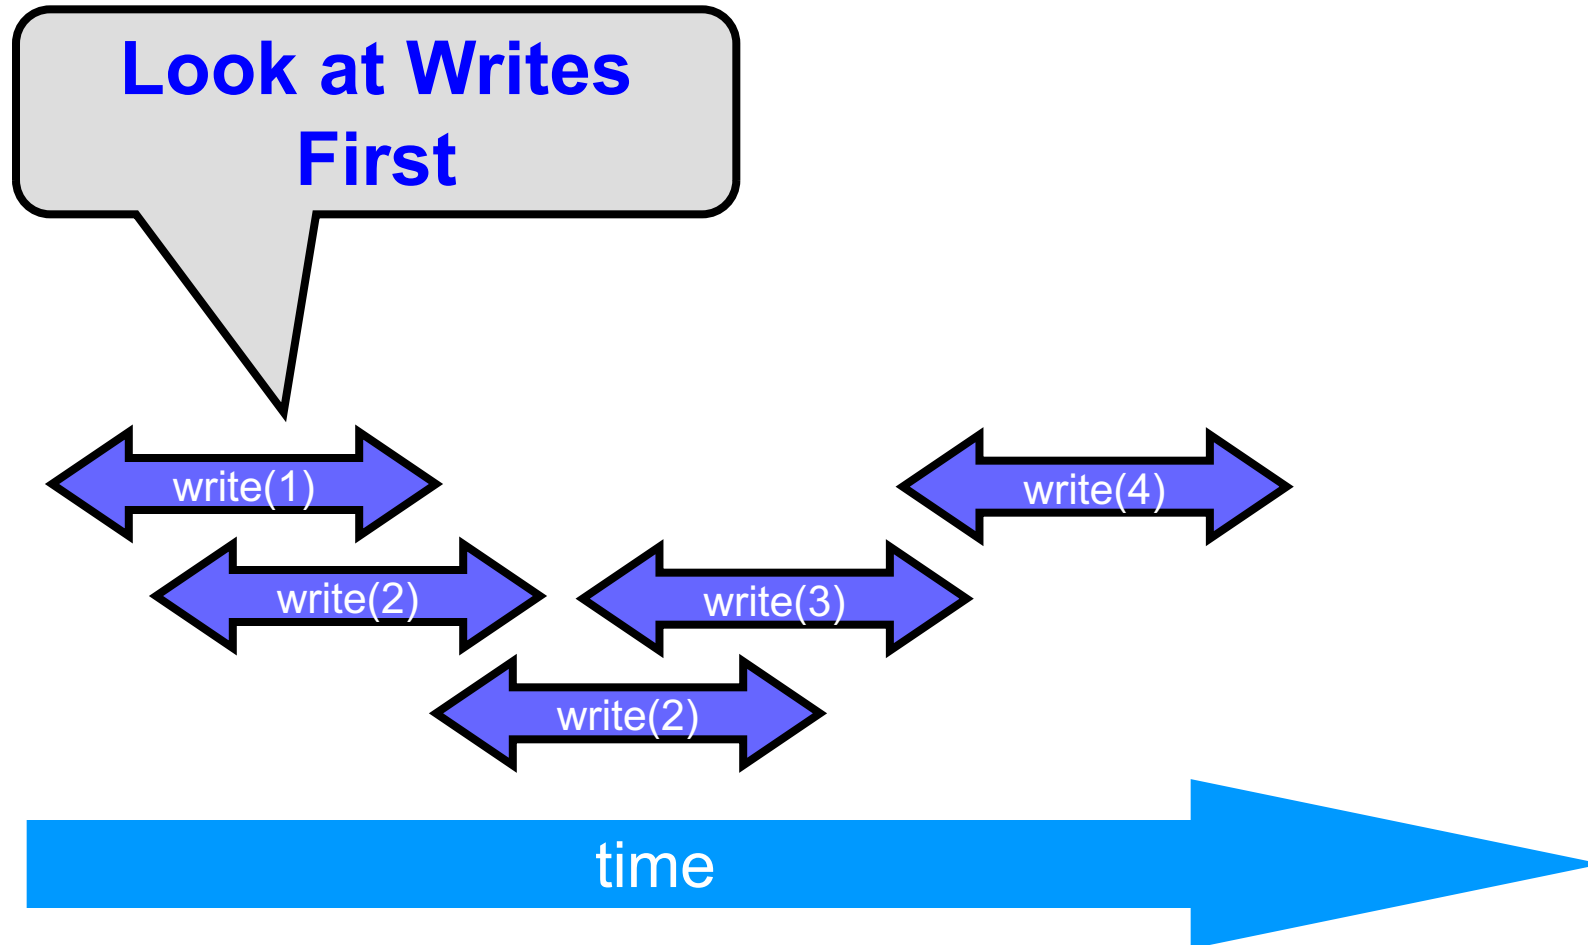 Look at Writes
First
write(1)
write(4)
write(2)
write(3)
write(2)
time